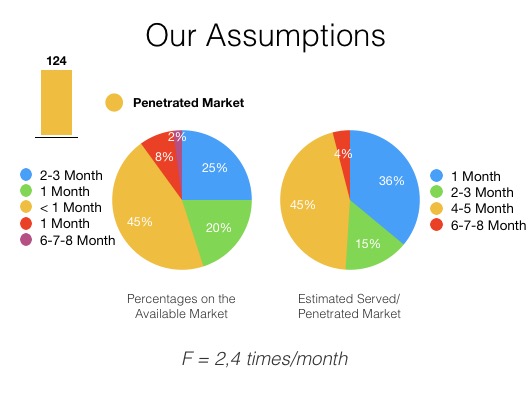 Our Assumptions
124
Penetrated Market
2-3 Month
1 Month
< 1 Month
1 Month
6-7-8 Month
2%
8%
25%
45%
20%
4%
36%
45%
15%
1 Month
2-3 Month
4-5 Month
6-7-8 Month
Percentages on the
Available Market
Estimated Served/
Penetrated Market
F = 2,4 times/month